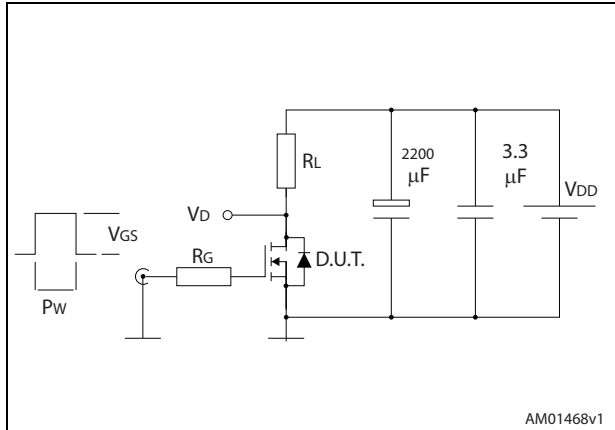 RL
2200
μF
3.3
μF
VDD
VD
VGS
RG
D.U.T.
PW
AM01468v1